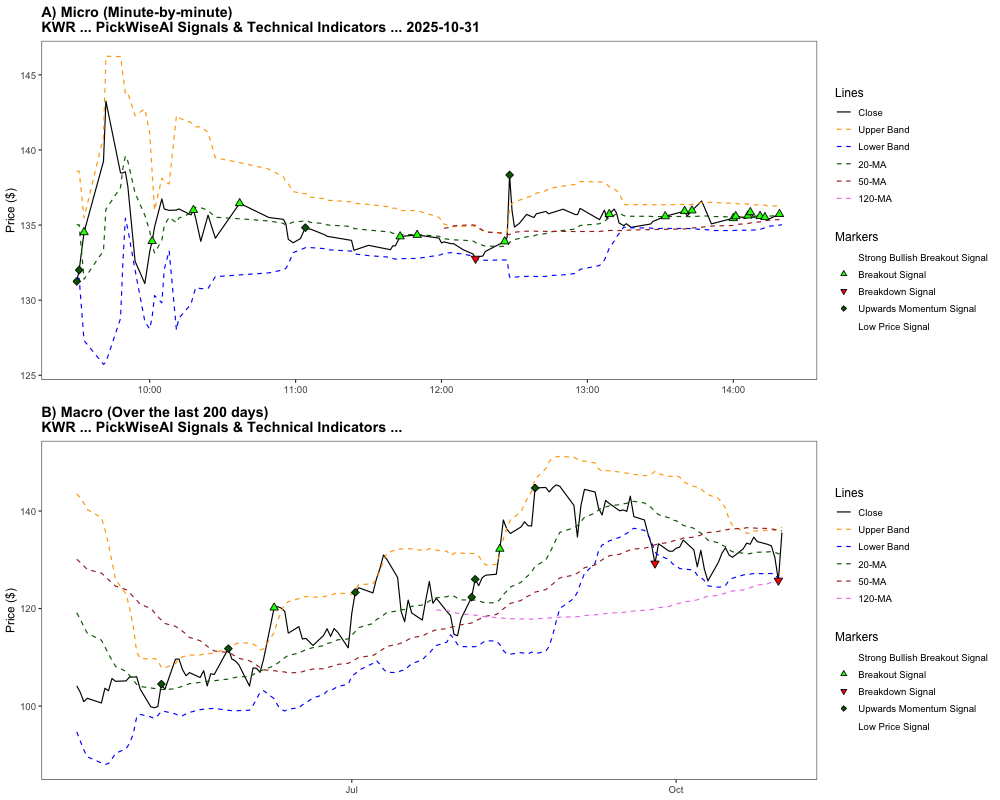 A) Micro (Minute-by-minute)
KWR ... PickWiseAI Signals & Technical Indicators ... 2025-10-31
Price ($)
145
140
135
130
125
10:00
11:00
12:00
13:00
14:00
Lines
Close
Upper Band
Lower Band
20-MA
50-MA
120-MA
Markers
Strong Bullish Breakout Signal
Breakout Signal
Breakdown Signal
Upwards Momentum Signal
Low Price Signal
B) Macro (Over the last 200 days)
KWR ... PickWiseAI Signals & Technical Indicators ...
Price ($)
140
120
100
Jul
Oct
Lines
Close
Upper Band
Lower Band
20-MA
50-MA
120-MA
Markers
Strong Bullish Breakout Signal
Breakout Signal
Breakdown Signal
Upwards Momentum Signal
Low Price Signal